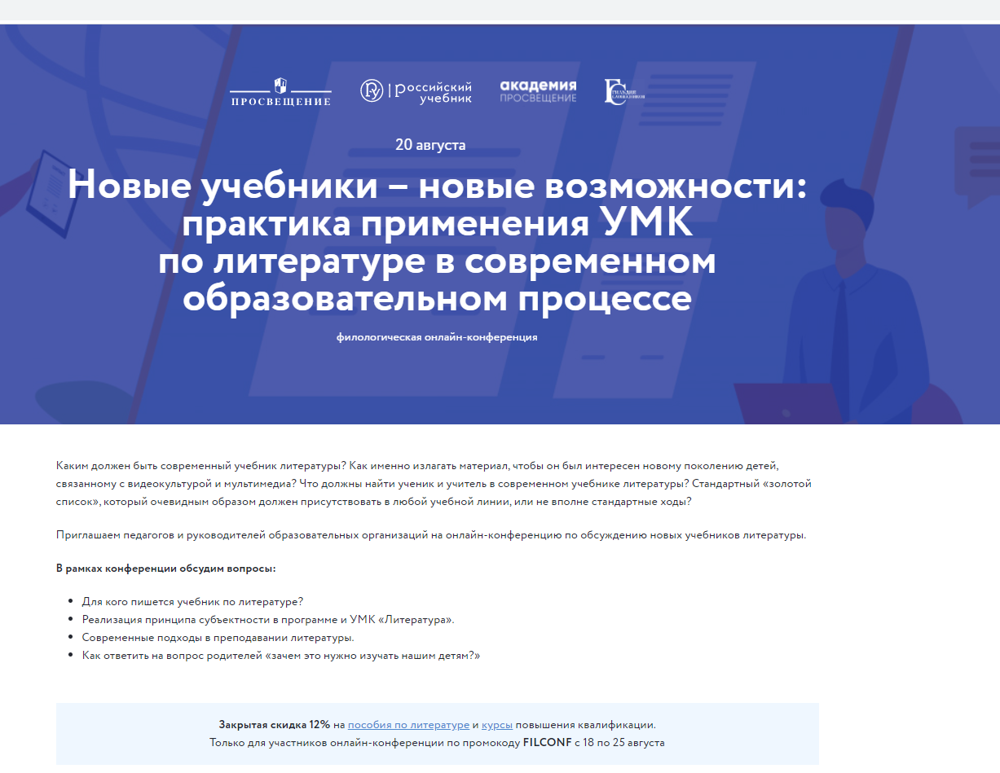 ПРОСВЕЩЕНИЕ
российский
учебник
академия
ПРОСВЕЩЕНИЕ
ГИЛЬДИЯ
СЛОВЕСНИКОВ
20 августа
Новые учебники – новые возможности:
практика применения УМК
по литературе в современном
образовательном процессе
филологическая онлайн-конференция
Каким должен быть современный учебник литературы? Как именно излагать материал, чтобы он был интересен новому поколению детей,
связанному с видеокультурой и мультимедиа? Что должны найти ученик и учитель в современном учебнике литературы? Стандартный «золотой
список», который очевидным образом должен присутствовать в любой учебной линии, или не вполне стандартные ходы?
Приглашаем педагогов и руководителей образовательных организаций на онлайн-конференцию по обсуждению новых учебников литературы.
В рамках конференции обсудим вопросы:
• Для кого пишется учебник по литературе?
• Реализация принципа субъектности в программе и УМК «Литература».
• Современные подходы в преподавании литературы.
• Как ответить на вопрос родителей «зачем это нужно изучать нашим детям?»
Закрытая скидка 12% на пособия по литературе и курсы повышения квалификации.
Только для участников онлайн-конференции по промокоду FILCONF с 18 по 25 августа